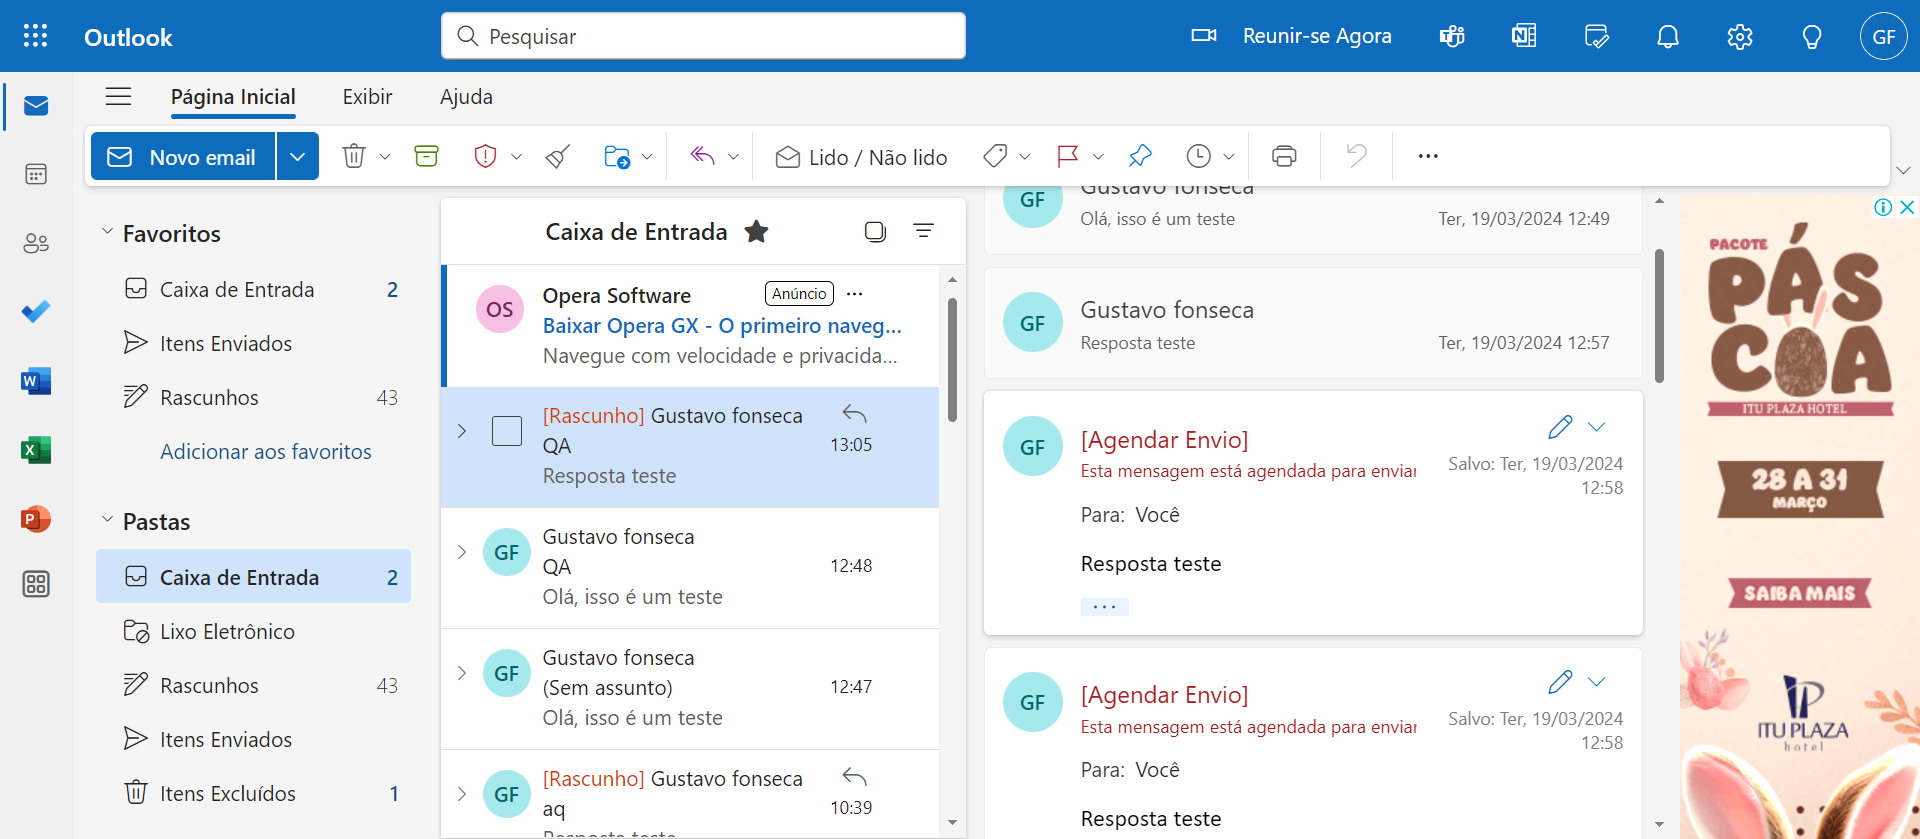 Outlook
Pesquisar
Reunir-se Agora
GF
Página Inicial
Exibir
Ajuda
Novo email
Lido / Não lido
Favoritos
Caixa de Entrada 2
Itens Enviados
Rascunhos 43
Adicionar aos favoritos
Pastas
Caixa de Entrada 2
Lixo Eletrônico
Rascunhos 43
Itens Enviados
Itens Excluídos 1
Caixa de Entrada
OS
Opera Software
Anúncio
Baixar Opera GX - O primeiro naveg...
Navegue com velocidade e privacida...
[Rascunho] Gustavo fonseca
QA 13:05
Resposta teste
GF
Gustavo fonseca
QA 12:48
Olá, isso é um teste
GF
Gustavo fonseca
(Sem assunto) 12:47
Olá, isso é um teste
GF
[Rascunho] Gustavo fonseca
aq 10:39
Resposta teste
GF
Gustavo fonseca
Olá, isso é um teste Ter, 19/03/2024 12:49
GF
Gustavo fonseca
Resposta teste Ter, 19/03/2024 12:57
GF
[Agendar Envio]
Esta mensagem está agendada para enviar
Salvo: Ter, 19/03/2024
12:58
Para: Você
Resposta teste
...
GF
[Agendar Envio]
Esta mensagem está agendada para enviar
Salvo: Ter, 19/03/2024
12:58
Para: Você
Resposta teste
PACOTE
PÁS
COA
ITU PLAZA HOTEL
28 A 31
MARÇO
SAIBA MAIS
ITU PLAZA
hotel